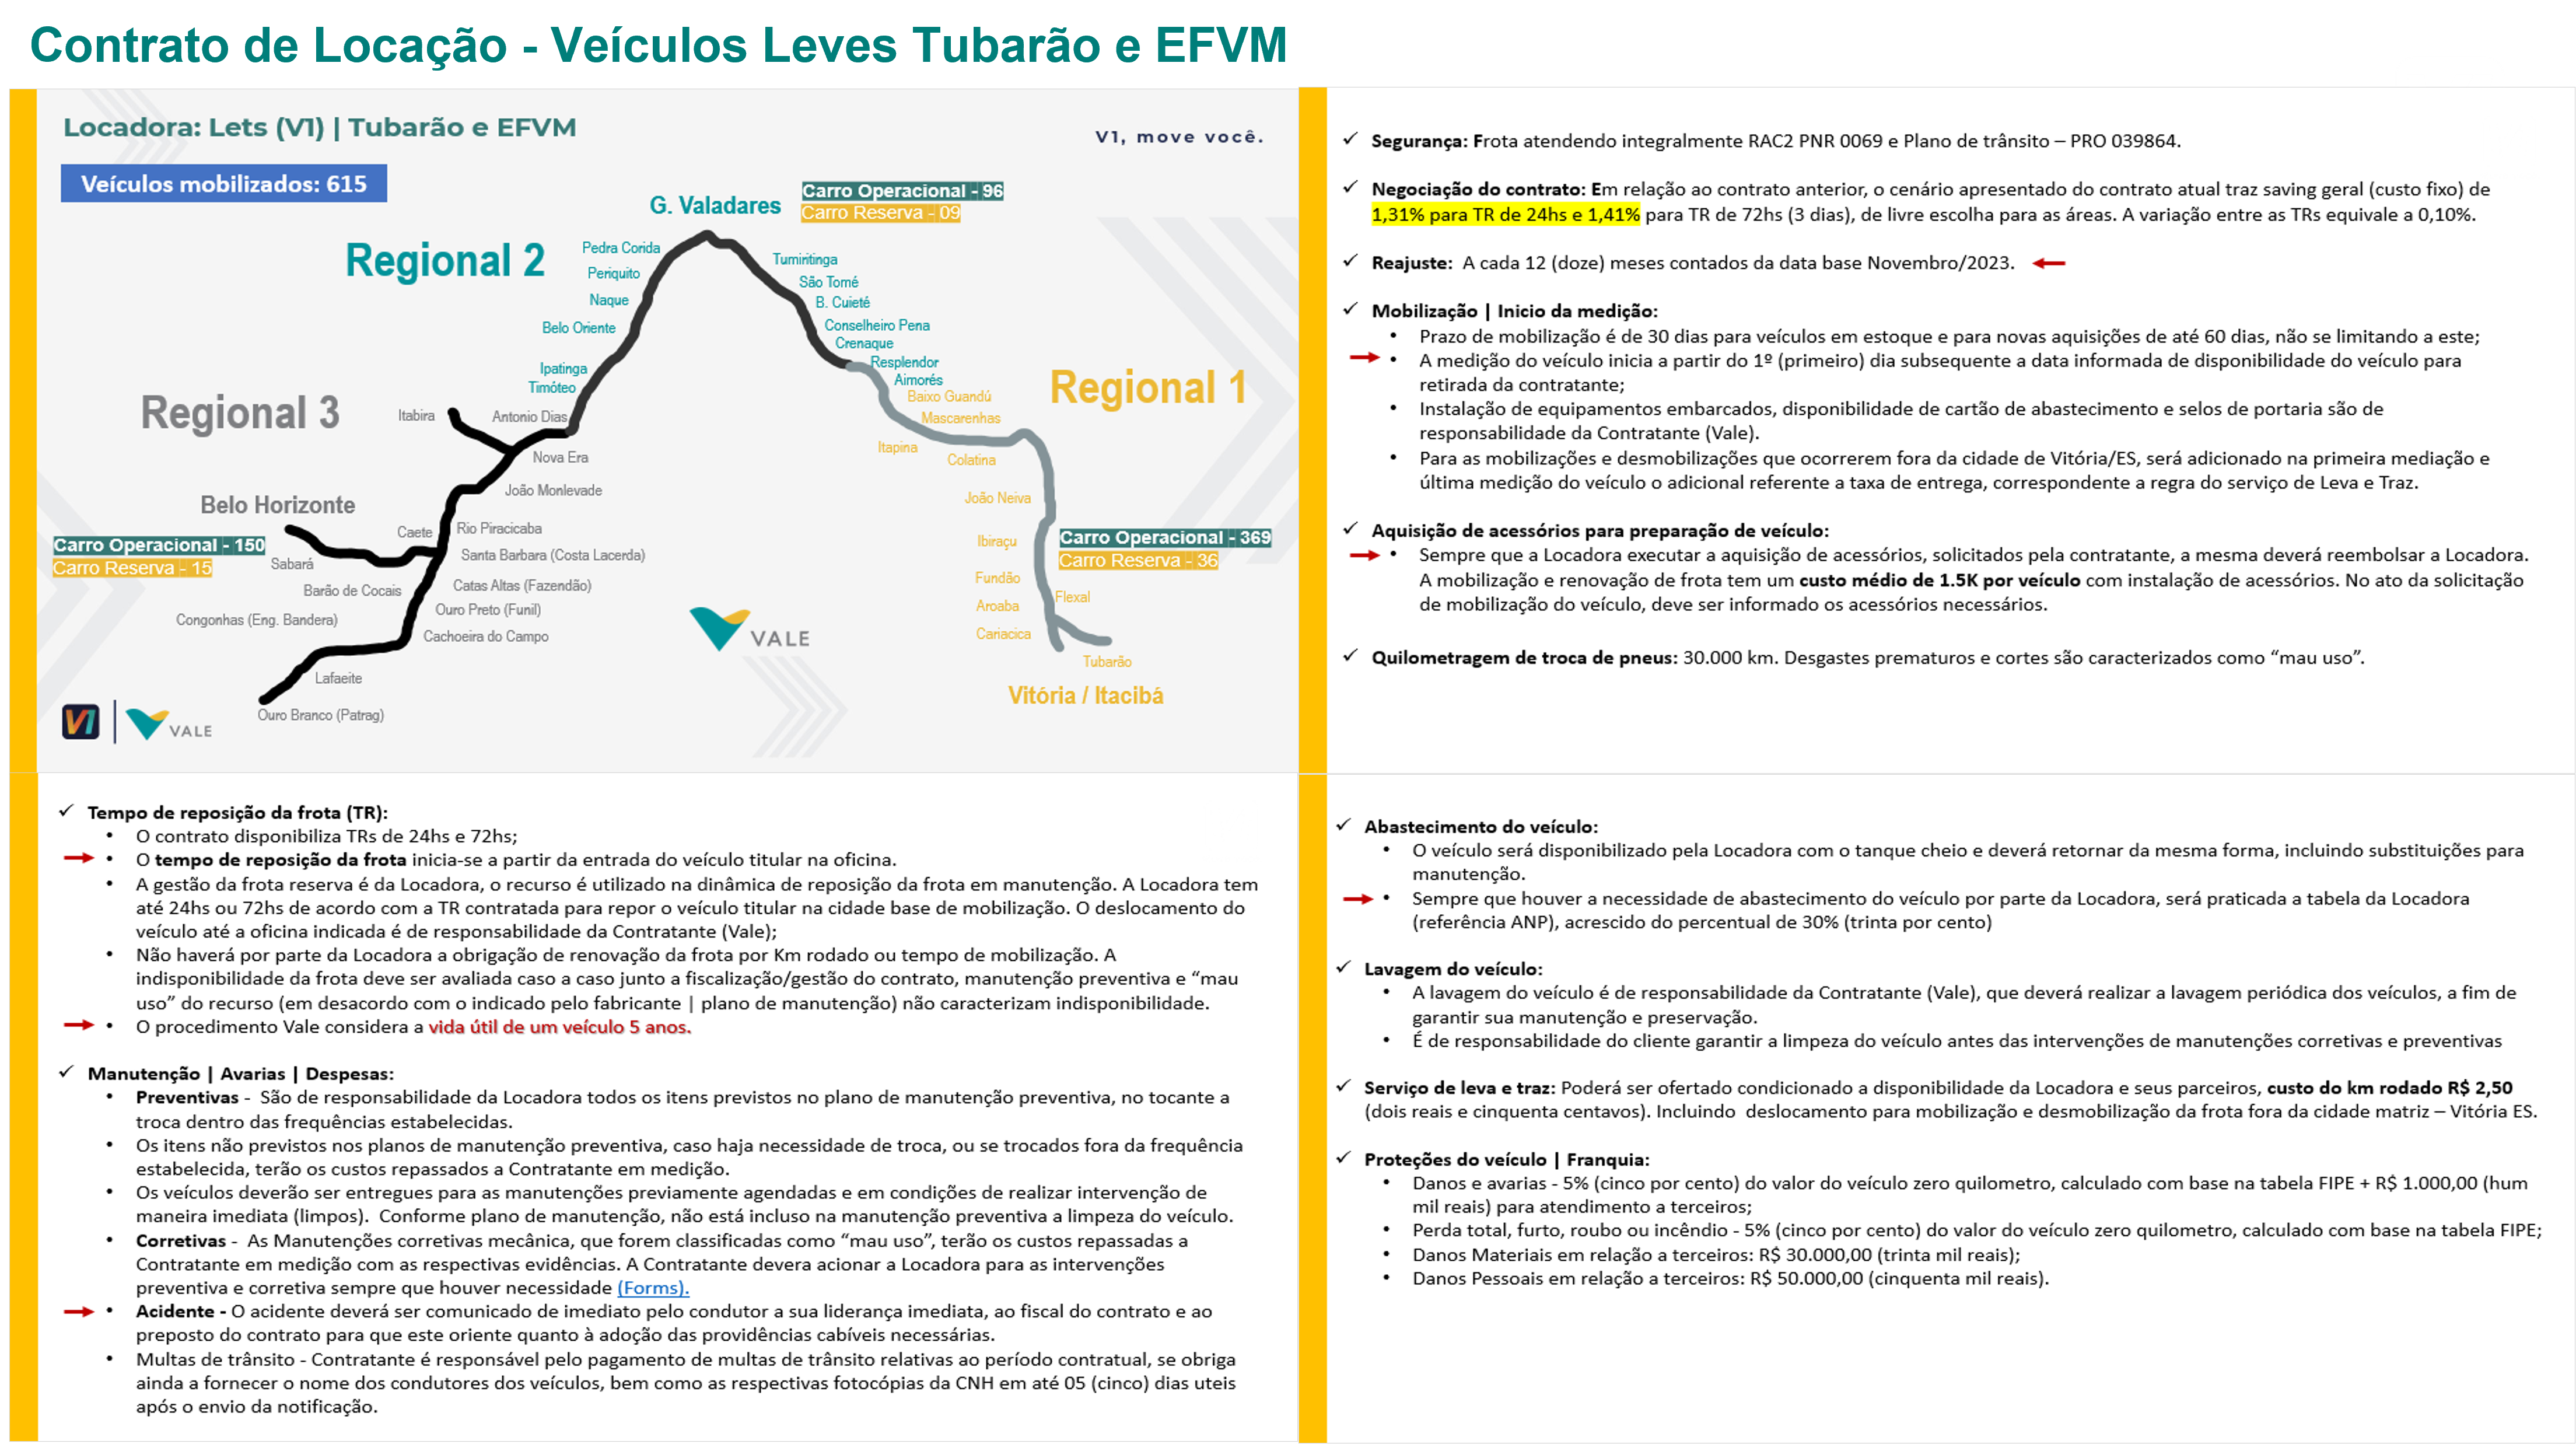 Contrato de Locação - Veículos Leves Tubarão e EFVM
Locadora: Lets (V1) | Tubarão e EFVM
V1, move você.
Veículos mobilizados: 615
G. Valadares
Carro Operacional - 96
Carro Reserva - 09
Regional 2
Pedra Corida
Periquito
Naque
Belo Oriente
Ipatinga
Timóteo
Tumiritinga
São Tomé
B. Cuieté
Conselheiro Pena
Crenaque
Resplendor
Aimorés
Regional 1
Baixo Guandú
Mascarenhas
Itapina
Colatina
João Neiva
Ibiraçu
Carro Operacional - 369
Carro Reserva - 36
Fundão
Aroaba
Flexal
Cariacica
Tubarão
Vitória / Itacibá
Regional 3
Itabira
Antonio Dias
Nova Era
João Monlevade
Belo Horizonte
Carro Operacional - 150
Carro Reserva - 15
Sabará
Caete
Rio Piracicaba
Santa Barbara (Costa Lacerda)
Barão de Cocais
Catas Altas (Fazendão)
Congonhas (Eng. Bandera)
Ouro Preto (Funil)
Cachoeira do Campo
Lafaeite
Ouro Branco (Patrag)
VALE
V1
VALE
✓ Segurança: Frota atendendo integralmente RAC2 PNR 0069 e Plano de trânsito – PRO 039864.
✓ Negociação do contrato: Em relação ao contrato anterior, o cenário apresentado do contrato atual traz saving geral (custo fixo) de
1,31% para TR de 24hs e 1,41% para TR de 72hs (3 dias), de livre escolha para as áreas. A variação entre as TRs equivale a 0,10%.
✓ Reajuste: A cada 12 (doze) meses contados da data base Novembro/2023.
✓ Mobilização | Inicio da medição:
• Prazo de mobilização é de 30 dias para veículos em estoque e para novas aquisições de até 60 dias, não se limitando a este;
• A medição do veículo inicia a partir do 1º (primeiro) dia subsequente a data informada de disponibilidade do veículo para
retirada da contratante;
• Instalação de equipamentos embarcados, disponibilidade de cartão de abastecimento e selos de portaria são de
responsabilidade da Contratante (Vale).
• Para as mobilizações e desmobilizações que ocorrerem fora da cidade de Vitória/ES, será adicionado na primeira mediação e
última medição do veículo o adicional referente a taxa de entrega, correspondente a regra do serviço de Leva e Traz.
✓ Aquisição de acessórios para preparação de veículo:
• Sempre que a Locadora executar a aquisição de acessórios, solicitados pela contratante, a mesma deverá reembolsar a Locadora.
A mobilização e renovação de frota tem um custo médio de 1.5K por veículo com instalação de acessórios. No ato da solicitação
de mobilização do veículo, deve ser informado os acessórios necessários.
✓ Quilometragem de troca de pneus: 30.000 km. Desgastes prematuros e cortes são caracterizados como “mau uso”.
✓ Tempo de reposição da frota (TR):
• O contrato disponibiliza TRs de 24hs e 72hs;
• O tempo de reposição da frota inicia-se a partir da entrada do veículo titular na oficina.
• A gestão da frota reserva é da Locadora, o recurso é utilizado na dinâmica de reposição da frota em manutenção. A Locadora tem
até 24hs ou 72hs de acordo com a TR contratada para repor o veículo titular na cidade base de mobilização. O deslocamento do
veículo até a oficina indicada é de responsabilidade da Contratante (Vale);
• Não haverá por parte da Locadora a obrigação de renovação da frota por Km rodado ou tempo de mobilização. A
indisponibilidade da frota deve ser avaliada caso a caso junto a fiscalização/gestão do contrato, manutenção preventiva e “mau
uso” do recurso (em desacordo com o indicado pelo fabricante | plano de manutenção) não caracterizam indisponibilidade.
• O procedimento Vale considera a vida útil de um veículo 5 anos.
✓ Manutenção | Avarias | Despesas:
• Preventivas - São de responsabilidade da Locadora todos os itens previstos no plano de manutenção preventiva, no tocante a
troca dentro das frequências estabelecidas.
• Os itens não previstos nos planos de manutenção preventiva, caso haja necessidade de troca, ou se trocados fora da frequência
estabelecida, terão os custos repassados a Contratante em medição.
• Os veículos deverão ser entregues para as manutenções previamente agendadas e em condições de realizar intervenção de
maneira imediata (limpos). Conforme plano de manutenção, não está incluso na manutenção preventiva a limpeza do veículo.
• Corretivas - As Manutenções corretivas mecânica, que forem classificadas como “mau uso”, terão os custos repassadas a
Contratante em medição com as respectivas evidências. A Contratante devera acionar a Locadora para as intervenções
preventiva e corretiva sempre que houver necessidade (Forms).
• Acidente - O acidente deverá ser comunicado de imediato pelo condutor a sua liderança imediata, ao fiscal do contrato e ao
preposto do contrato para que este oriente quanto à adoção das providências cabíveis necessárias.
• Multas de trânsito - Contratante é responsável pelo pagamento de multas de trânsito relativas ao período contratual, se obriga
ainda a fornecer o nome dos condutores dos veículos, bem como as respectivas fotocópias da CNH em até 05 (cinco) dias uteis
após o envio da notificação.
✓ Abastecimento do veículo:
• O veículo será disponibilizado pela Locadora com o tanque cheio e deverá retornar da mesma forma, incluindo substituições para
manutenção.
• Sempre que houver a necessidade de abastecimento do veículo por parte da Locadora, será praticada a tabela da Locadora
(referência ANP), acrescido do percentual de 30% (trinta por cento)
✓ Lavagem do veículo:
• A lavagem do veículo é de responsabilidade da Contratante (Vale), que deverá realizar a lavagem periódica dos veículos, a fim de
garantir sua manutenção e preservação.
• É de responsabilidade do cliente garantir a limpeza do veículo antes das intervenções de manutenções corretivas e preventivas
✓ Serviço de leva e traz: Poderá ser ofertado condicionado a disponibilidade da Locadora e seus parceiros, custo do km rodado R$ 2,50
(dois reais e cinquenta centavos). Incluindo deslocamento para mobilização e desmobilização da frota fora da cidade matriz – Vitória ES.
✓ Proteções do veículo | Franquia:
• Danos e avarias - 5% (cinco por cento) do valor do veículo zero quilometro, calculado com base na tabela FIPE + R$ 1.000,00 (hum
mil reais) para atendimento a terceiros;
• Perda total, furto, roubo ou incêndio - 5% (cinco por cento) do valor do veículo zero quilometro, calculado com base na tabela FIPE;
• Danos Materiais em relação a terceiros: R$ 30.000,00 (trinta mil reais);
• Danos Pessoais em relação a terceiros: R$ 50.000,00 (cinquenta mil reais).